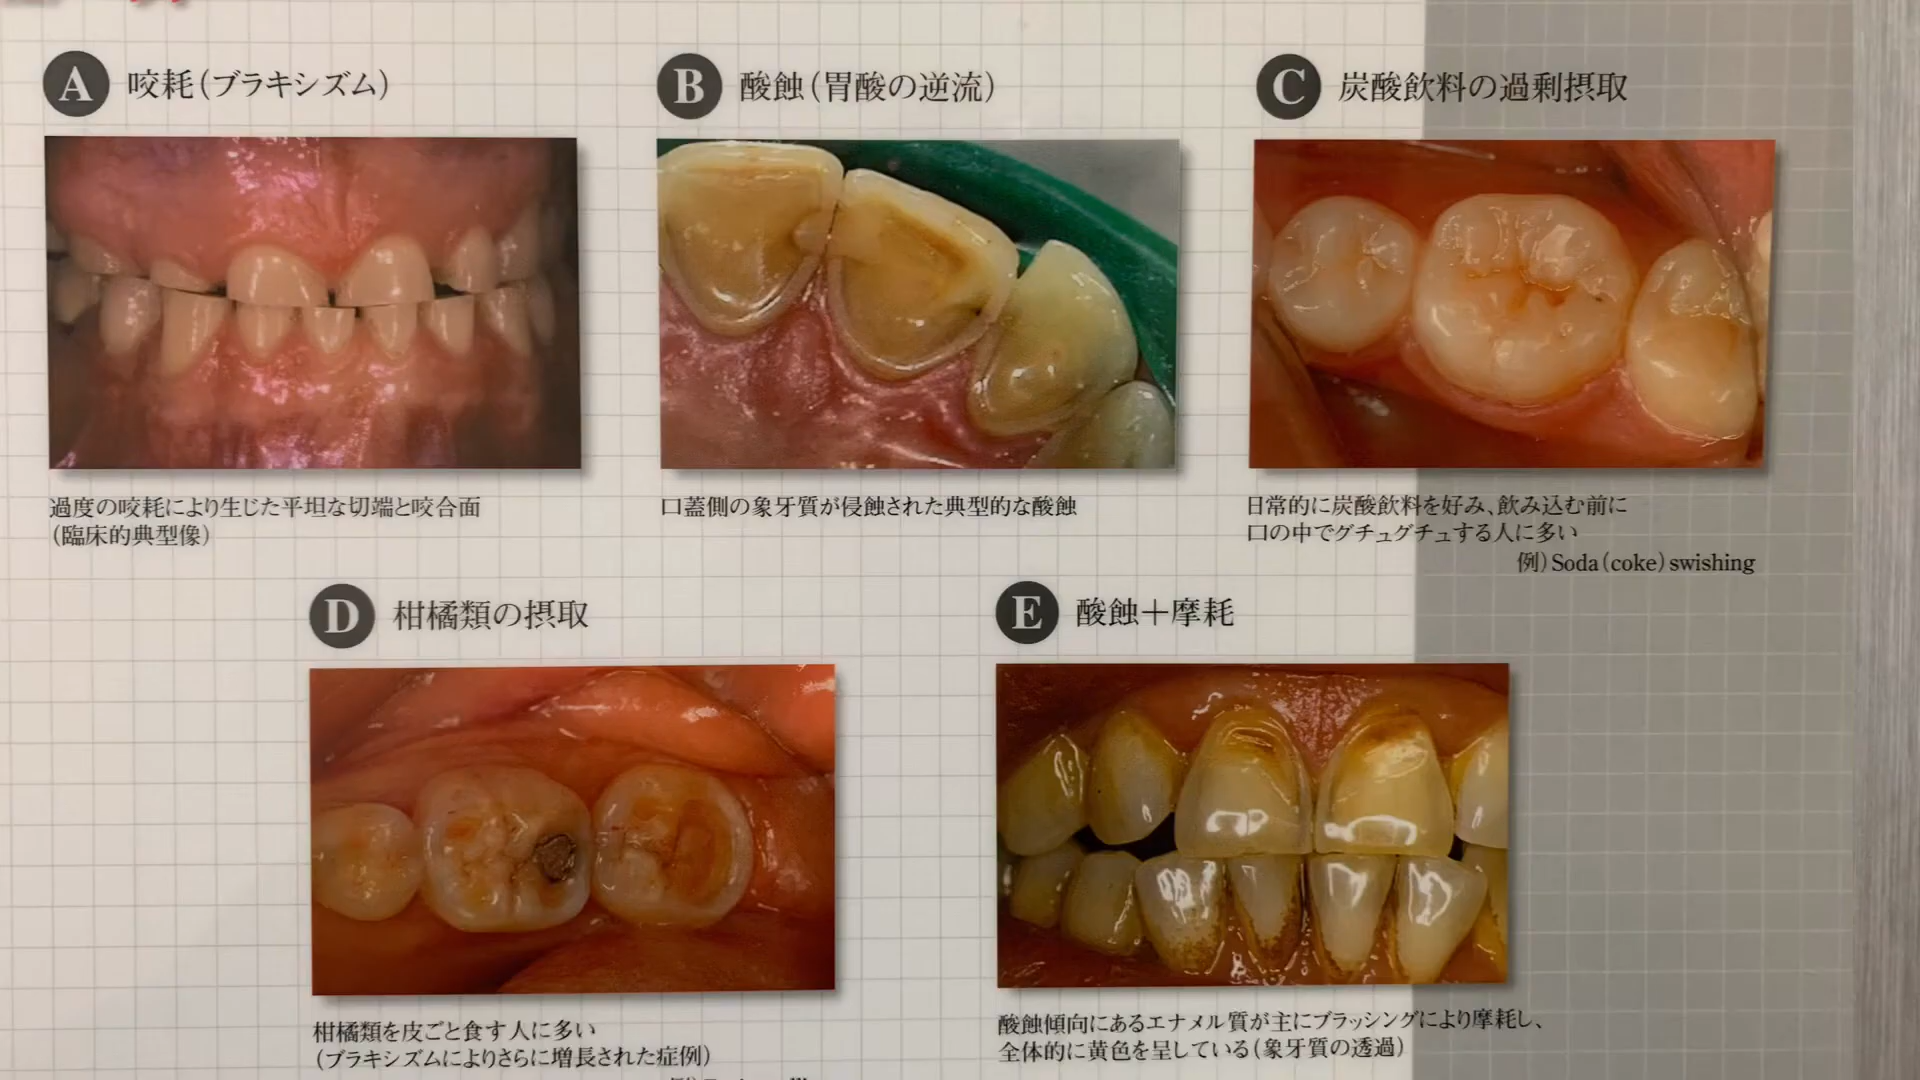 A 咬耗（ブラキシズム）
B 酸蝕（胃酸の逆流）
C 炭酸飲料の過剰摂取
過度の咬耗により生じた平坦な切端と咬合面
（臨床的典型像）
口蓋側の象牙質が侵蝕された典型的な酸蝕
日常的に炭酸飲料を好み、飲み込む前に
口の中でグチュグチュする人に多い
例）Soda（coke）swishing
D 柑橘類の摂取
E 酸蝕＋摩耗
柑橘類を皮ごと食す人に多い
（ブラキシズムによりさらに増長された症例）
酸蝕傾向にあるエナメル質が主にブラッシングにより摩耗し、
全体的に黄色を呈している（象牙質の透過）